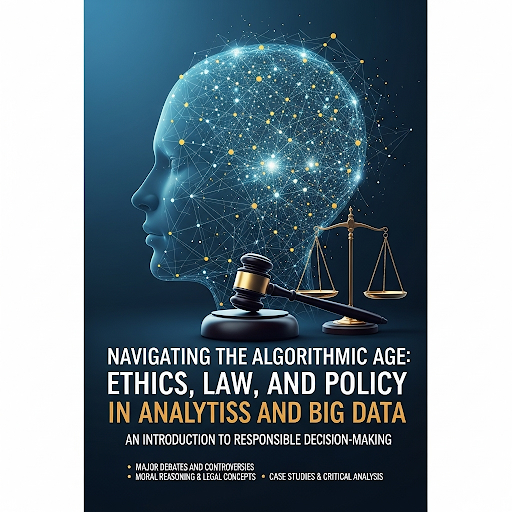 NAVIGATING THE ALGORITHMIC AGE:
ETHICS, LAW, AND POLICY
IN ANALYTISS AND BIG DATA
AN INTRODUCTION TO RESPONSIBLE DECISION-MAKING
• MAJOR DEBATES AND CONTROVERSIES
• MORAL REASONING & LEGAL CONCEPTS • CASE STUDIES & CRITICAL ANALYSIS